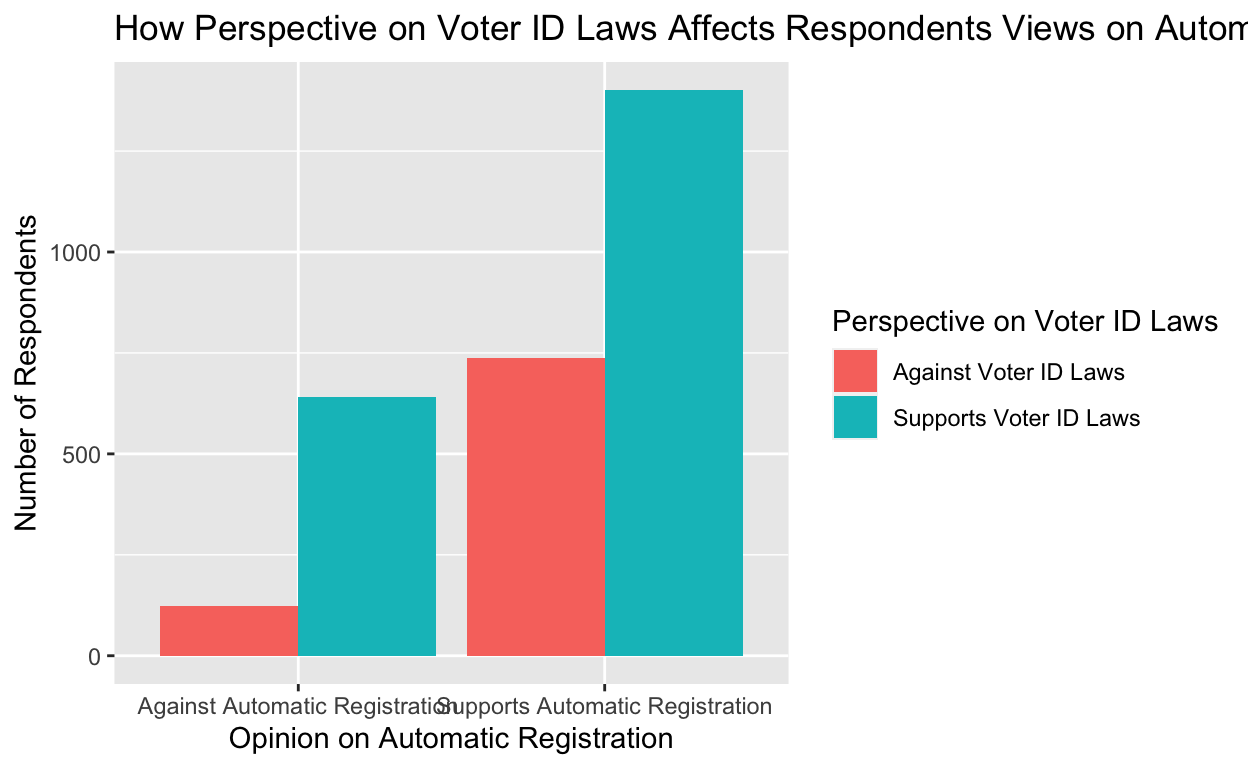 How Perspective on Voter ID Laws Affects Respondents Views on Autom
Number of Respondents
1000
500
0
Against Automatic Registration
Supports Automatic Registration
Opinion on Automatic Registration
Perspective on Voter ID Laws
Against Voter ID Laws
Supports Voter ID Laws